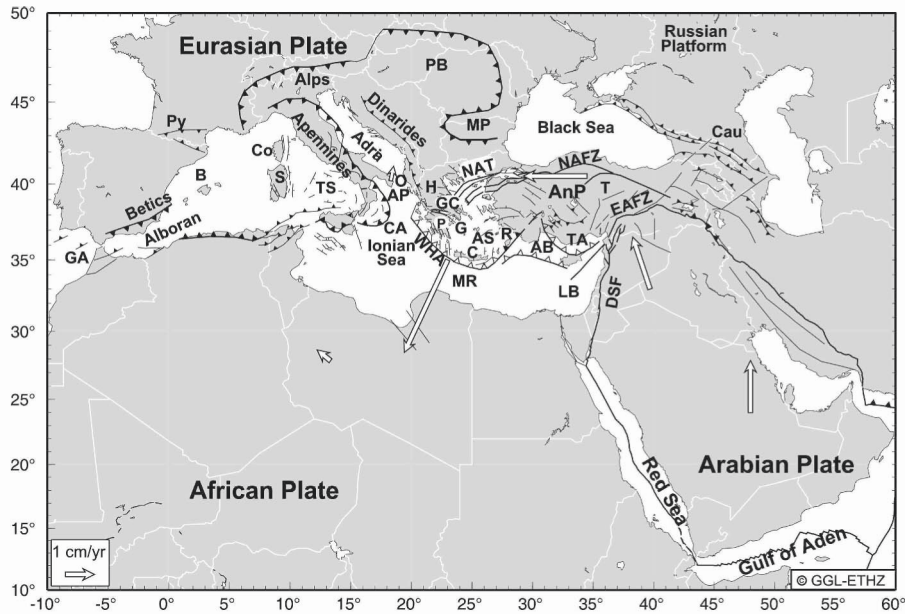 50°
45°
40°
35°
30°
25°
20°
15°
10°
-10° -5° 0° 5° 10° 15° 20° 25° 30° 35° 40° 45° 50° 55° 60°
Eurasian Plate
Russian
Platform
PB
Alps
MP
Black Sea
Cau
Py
Dinarides
Apennines
Adria
Co
B
S
TS
O
AP
H
NAT
NAFZ
AnP
T
EAFZ
GC
P
G
AS
R
C
AB
TA
Betics
Alboran
GA
CA
Ionian
Sea
WHA
MR
LB
DSF
African Plate
Arabian Plate
Red Sea
Gulf of Aden
1 cm/yr
© GGL-ETHZ